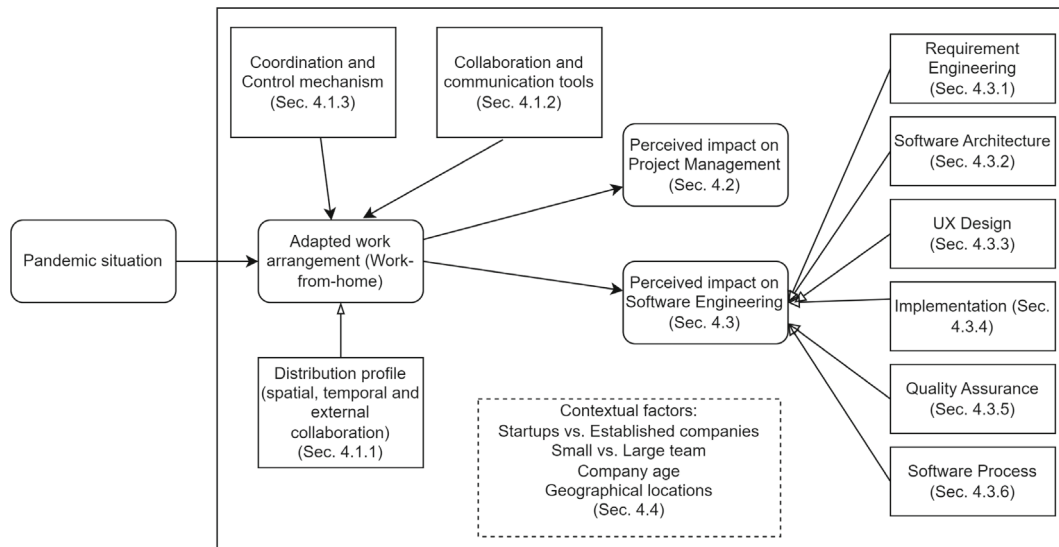 Coordination and
Control mechanism
(Sec. 4.1.3)
Collaboration and
communication tools
(Sec. 4.1.2)
Requirement
Engineering
(Sec. 4.3.1)
Perceived impact on
Project Management
(Sec. 4.2)
Software Architecture
(Sec. 4.3.2)
Pandemic situation
Adapted work
arrangement (Work-
from-home)
UX Design
(Sec. 4.3.3)
Perceived impact on
Software Engineering
(Sec. 4.3)
Implementation (Sec.
4.3.4)
Distribution profile
(spatial, temporal and
external
collaboration)
(Sec. 4.1.1)
Contextual factors:
Startups vs. Established companies
Small vs. Large team
Company age
Geographical locations
(Sec. 4.4)
Quality Assurance
(Sec. 4.3.5)
Software Process
(Sec. 4.3.6)